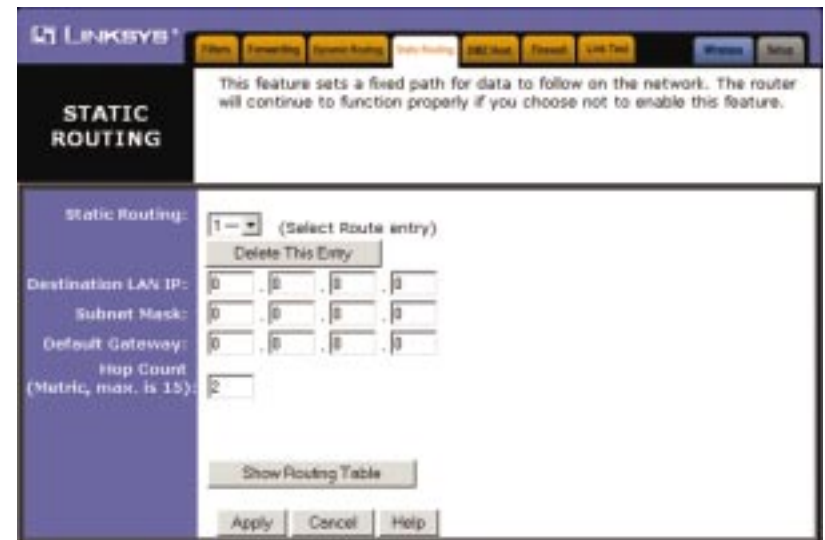 LINKSYS®
Filters Forwarding Dynamic Routing Static Routing DMZ Host Firewall Wireless Setup
This feature sets a fixed path for data to follow on the network. The router
will continue to function properly if you choose not to enable this feature.
STATIC
ROUTING
Static Routing:
1 --- (Select Route entry)
Delete This Entry
Destination LAN IP: 0 . 0 . 0 . 0
Subnet Mask: 0 . 0 . 0 . 0
Default Gateway: 0 . 0 . 0 . 0
Hop Count
(Metric, max. is 15): 2
Show Routing Table
Apply Cancel Help